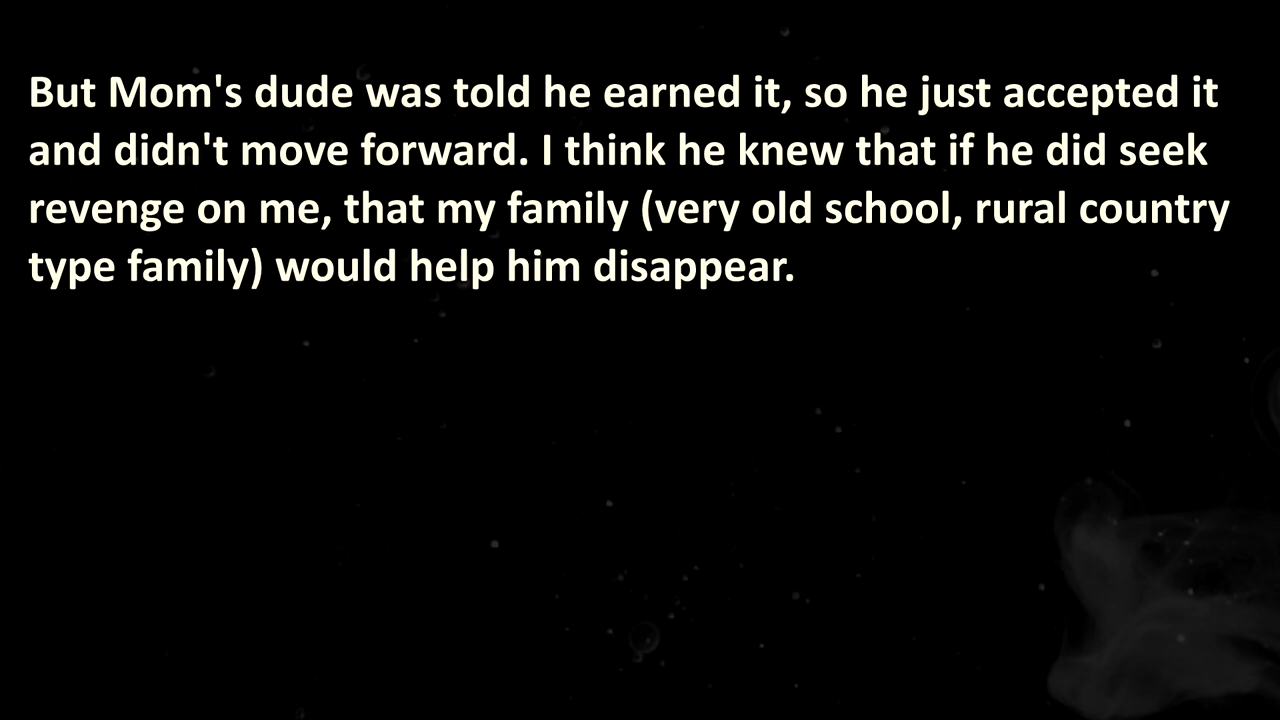 But Mom's dude was told he earned it, so he just accepted it
and didn't move forward. I think he knew that if he did seek
revenge on me, that my family (very old school, rural country
type family) would help him disappear.